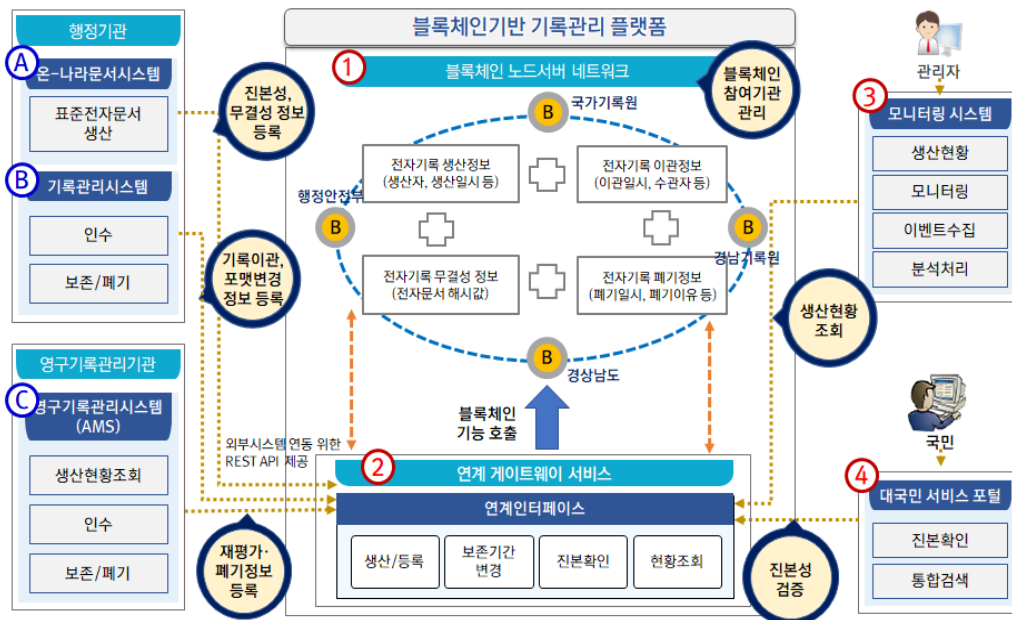 행정기관
A
온-나라문서시스템
표준전자문서
생산
B
기록관리시스템
인수
보존/폐기
영구기록관리기관
C
영구기록관리시스템
(AMS)
생산현황조회
인수
보존/폐기
진본성,
무결성 정보
등록
기록이관,
포맷변경
정보 등록
재평가·
폐기정보
등록
블록체인기반 기록관리 플랫폼
1
블록체인 노드서버 네트워크
블록체인
참여기관
관리
B
국가기록원
전자기록 생산정보
(생산자, 생산일시 등)
전자기록 이관정보
(이관일시, 수관자 등)
행정안전부
B
B
경남기록원
전자기록 무결성 정보
(전자문서 해시값)
전자기록 폐기정보
(폐기일시, 폐기이유 등)
B
경상남도
블록체인
기능 호출
외부시스템 연동 위한
REST API 제공
2
연계 게이트웨이 서비스
연계인터페이스
생산/등록
보존기간
변경
진본확인
현황조회
관리자
3
모니터링 시스템
생산현황
모니터링
이벤트수집
분석처리
생산현황
조회
국민
4
대국민 서비스 포털
진본확인
통합검색
진본성
검증